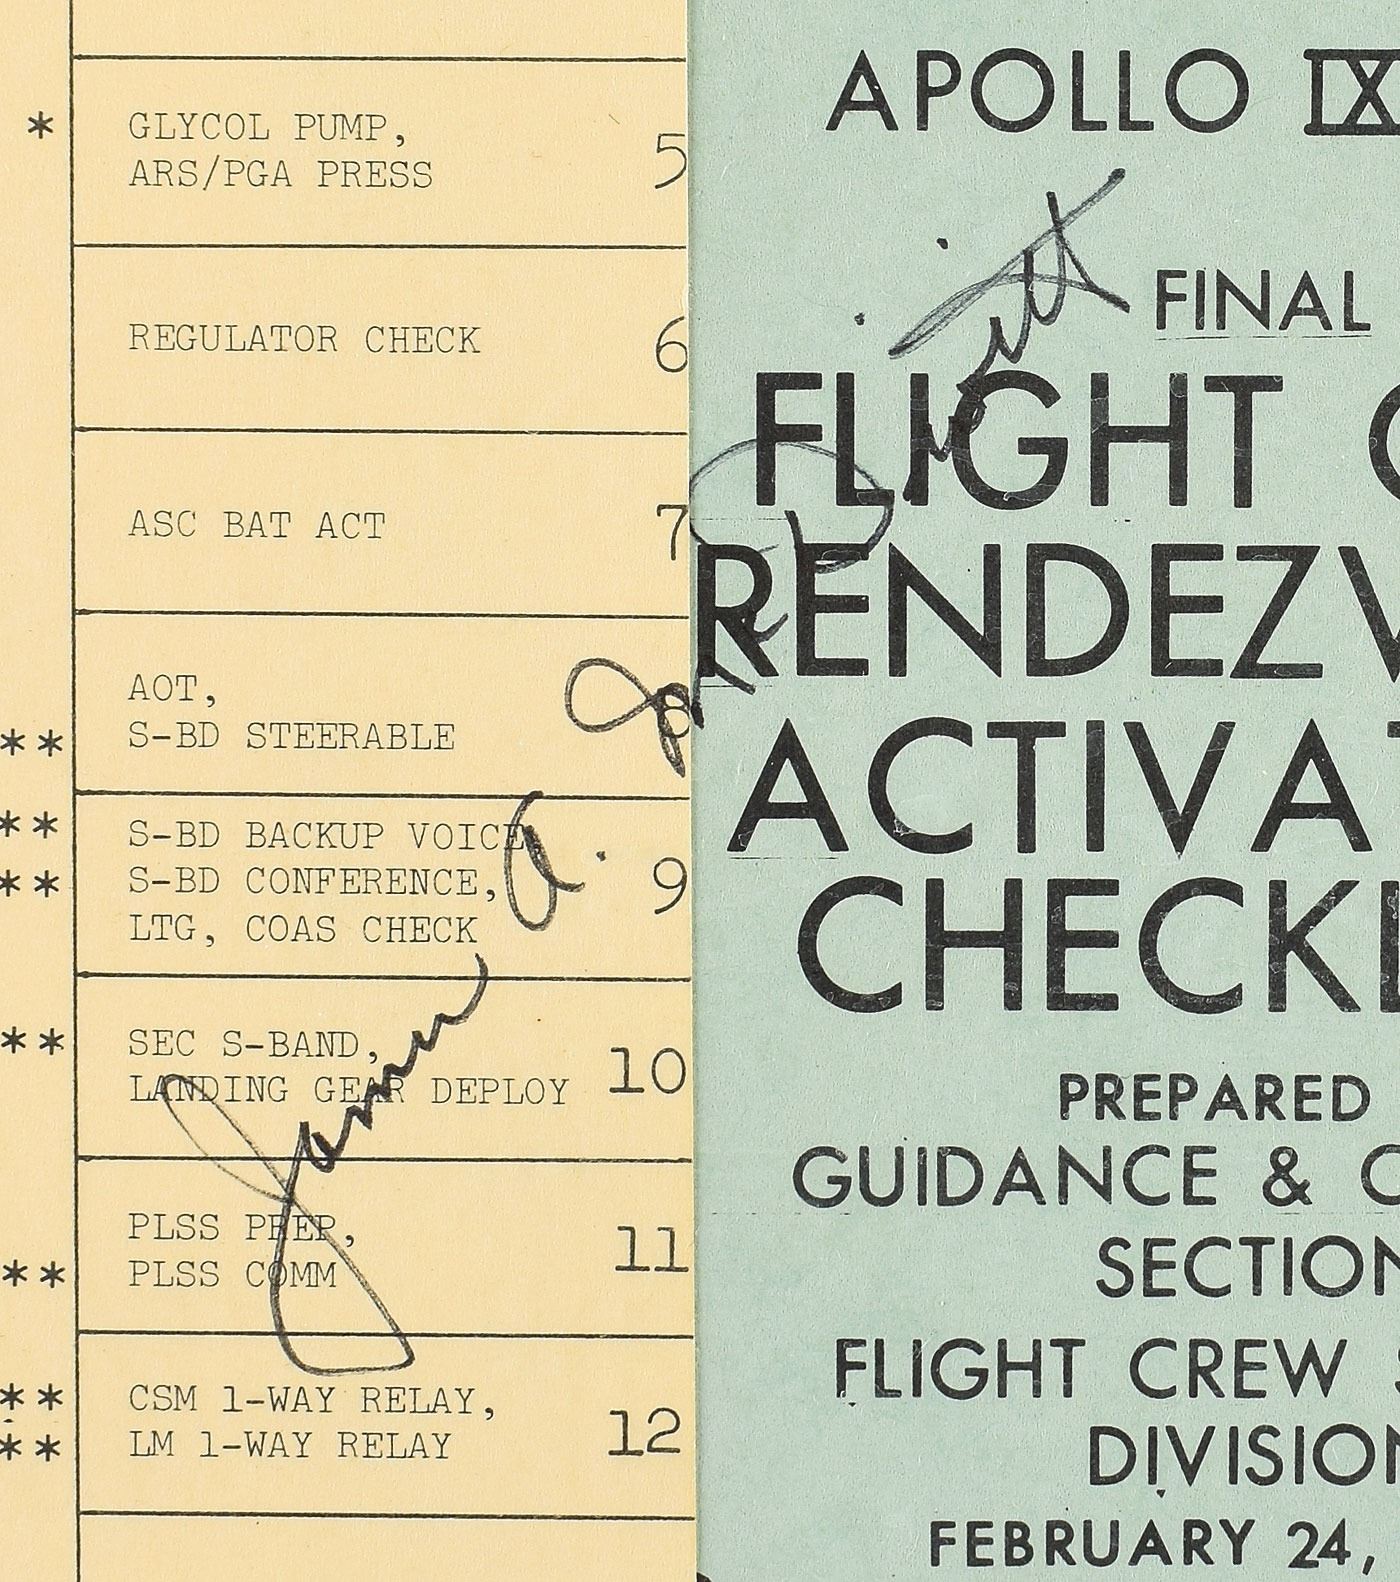 * GLYCOL PUMP,
ARS/PGA PRESS 5
REGULATOR CHECK 6
ASC BAT ACT 7
AOT,
** S-BD STEERABLE 8
** S-BD BACKUP VOICE,
** S-BD CONFERENCE, 9
LTG, COAS CHECK
** SEC S-BAND,
LANDING GEAR DEPLOY 10
PLSS PREP,
** PLSS COMM 11
** CSM 1-WAY RELAY,
** LM 1-WAY RELAY 12
James A. McDivitt
APOLLO IX
FINAL
FLIGHT
RENDEZV
ACTIVAT
CHECKL
PREPARED
GUIDANCE & C
SECTION
FLIGHT CREW S
DIVISION
FEBRUARY 24,